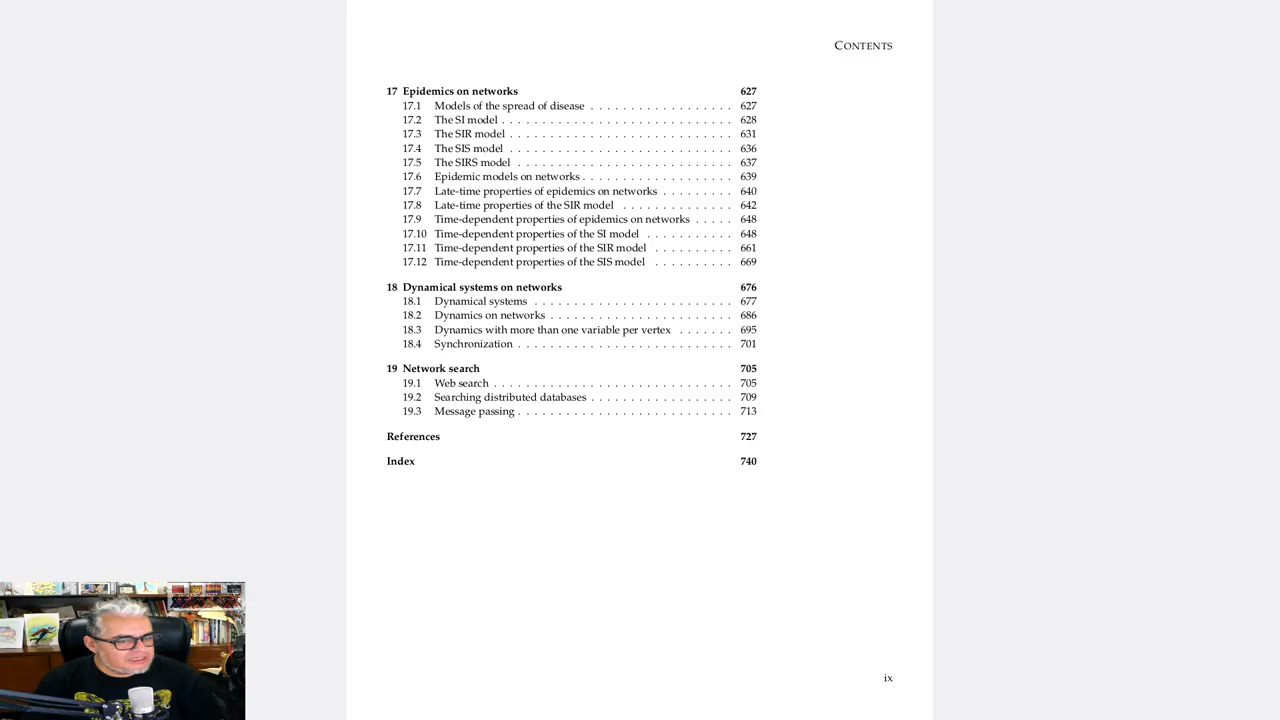 CONTENTS
17 Epidemics on networks 627
17.1 Models of the spread of disease . . . . . . . . . . . . . . . . . . 627
17.2 The SI model . . . . . . . . . . . . . . . . . . . . . . . . . . . 628
17.3 The SIR model . . . . . . . . . . . . . . . . . . . . . . . . . . 631
17.4 The SIS model . . . . . . . . . . . . . . . . . . . . . . . . . . 636
17.5 The SIRS model . . . . . . . . . . . . . . . . . . . . . . . . . 637
17.6 Epidemic models on networks . . . . . . . . . . . . . . . . . . . 639
17.7 Late-time properties of epidemics on networks . . . . . . . . . 640
17.8 Late-time properties of the SIR model . . . . . . . . . . . . . . 642
17.9 Time-dependent properties of epidemics on networks . . . . . 648
17.10 Time-dependent properties of the SI model . . . . . . . . . . . 648
17.11 Time-dependent properties of the SIR model . . . . . . . . . . 661
17.12 Time-dependent properties of the SIS model . . . . . . . . . . 669
18 Dynamical systems on networks 676
18.1 Dynamical systems . . . . . . . . . . . . . . . . . . . . . . . . 677
18.2 Dynamics on networks . . . . . . . . . . . . . . . . . . . . . . 686
18.3 Dynamics with more than one variable per vertex . . . . . . . 695
18.4 Synchronization . . . . . . . . . . . . . . . . . . . . . . . . . . 701
19 Network search 705
19.1 Web search . . . . . . . . . . . . . . . . . . . . . . . . . . . . 705
19.2 Searching distributed databases . . . . . . . . . . . . . . . . . 709
19.3 Message passing . . . . . . . . . . . . . . . . . . . . . . . . . . 713
References 727
Index 740
ix